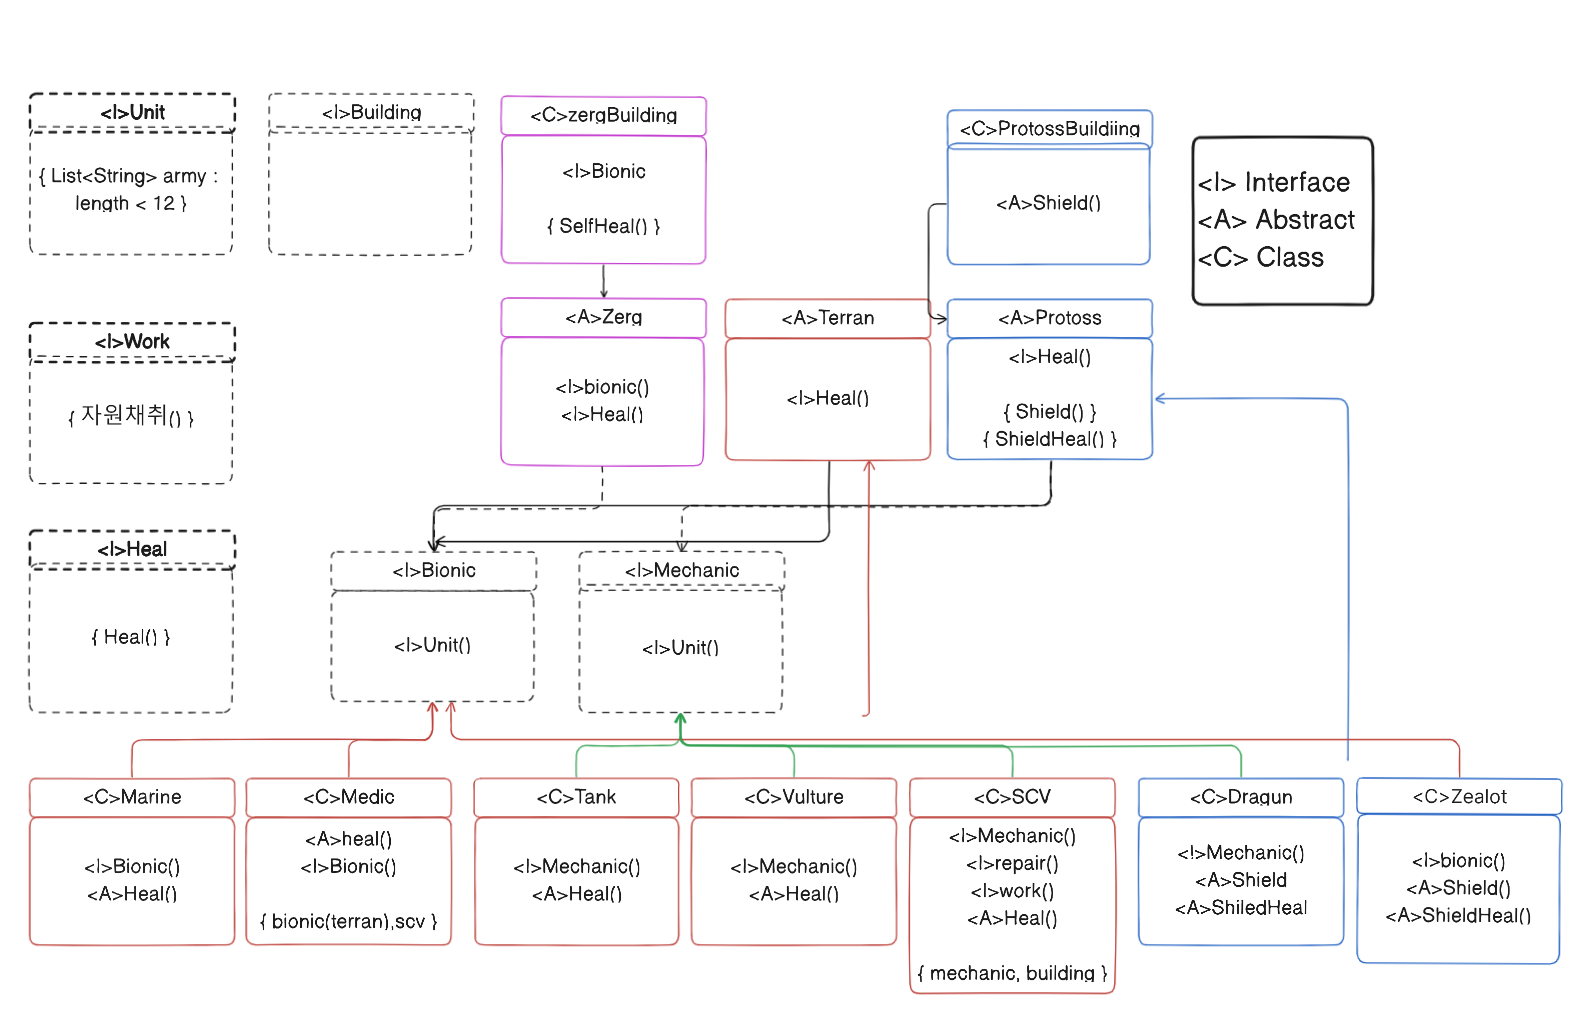 <I>Unit
{ List<String> army :
length < 12 }
<I>Building
<C>zergBuilding
<I>Bionic
{ SelfHeal() }
<C>ProtossBuildiing
<A>Shield()
<I> Interface
<A> Abstract
<C> Class
<I>Work
{ 자원채취() }
<A>Zerg
<I>bionic()
<I>Heal()
<A>Terran
<I>Heal()
<A>Protoss
<I>Heal()
{ Shield() }
{ ShieldHeal() }
<I>Heal
{ Heal() }
<I>Bionic
<I>Unit()
<I>Mechanic
<I>Unit()
<C>Marine
<I>Bionic()
<A>Heal()
<C>Medic
<A>heal()
<I>Bionic()
{ bionic(terran),scv }
<C>Tank
<I>Mechanic()
<A>Heal()
<C>Vulture
<I>Mechanic()
<A>Heal()
<C>SCV
<I>Mechanic()
<I>repair()
<I>work()
<A>Heal()
{ mechanic, building }
<C>Dragun
<!>Mechanic()
<A>Shield
<A>ShiledHeal
<C>Zealot
<I>bionic()
<A>Shield()
<A>ShieldHeal()